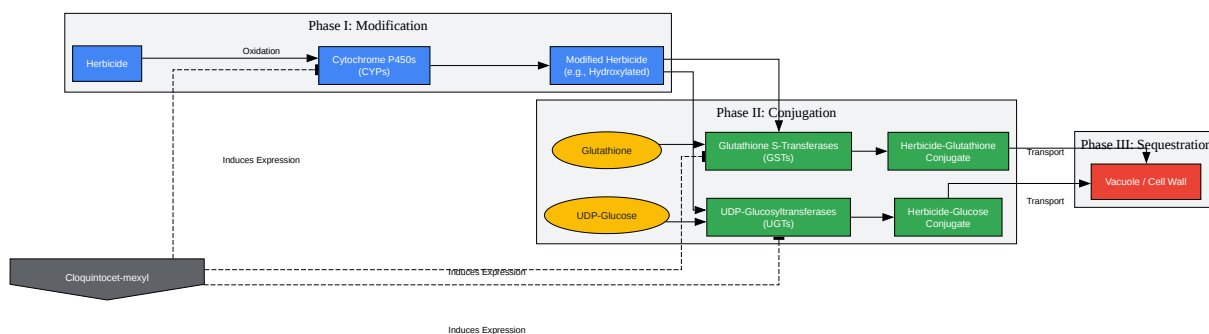 Phase I: Modification
Herbicide
Oxidation
Cytochrome P450s
(CYPs)
Modified Herbicide
(e.g., Hydroxylated)
Phase II: Conjugation
Glutathione
Glutathione S-Transferases
(GSTs)
Herbicide-Glutathione
Conjugate
Transport
Phase III: Sequestration
Vacuole / Cell Wall
Induces Expression
UDP-Glucose
UDP-Glucosyltransferases
(UGTs)
Herbicide-Glucose
Conjugate
Transport
Cloquintocet-mexyl
Induces Expression
Induces Expression